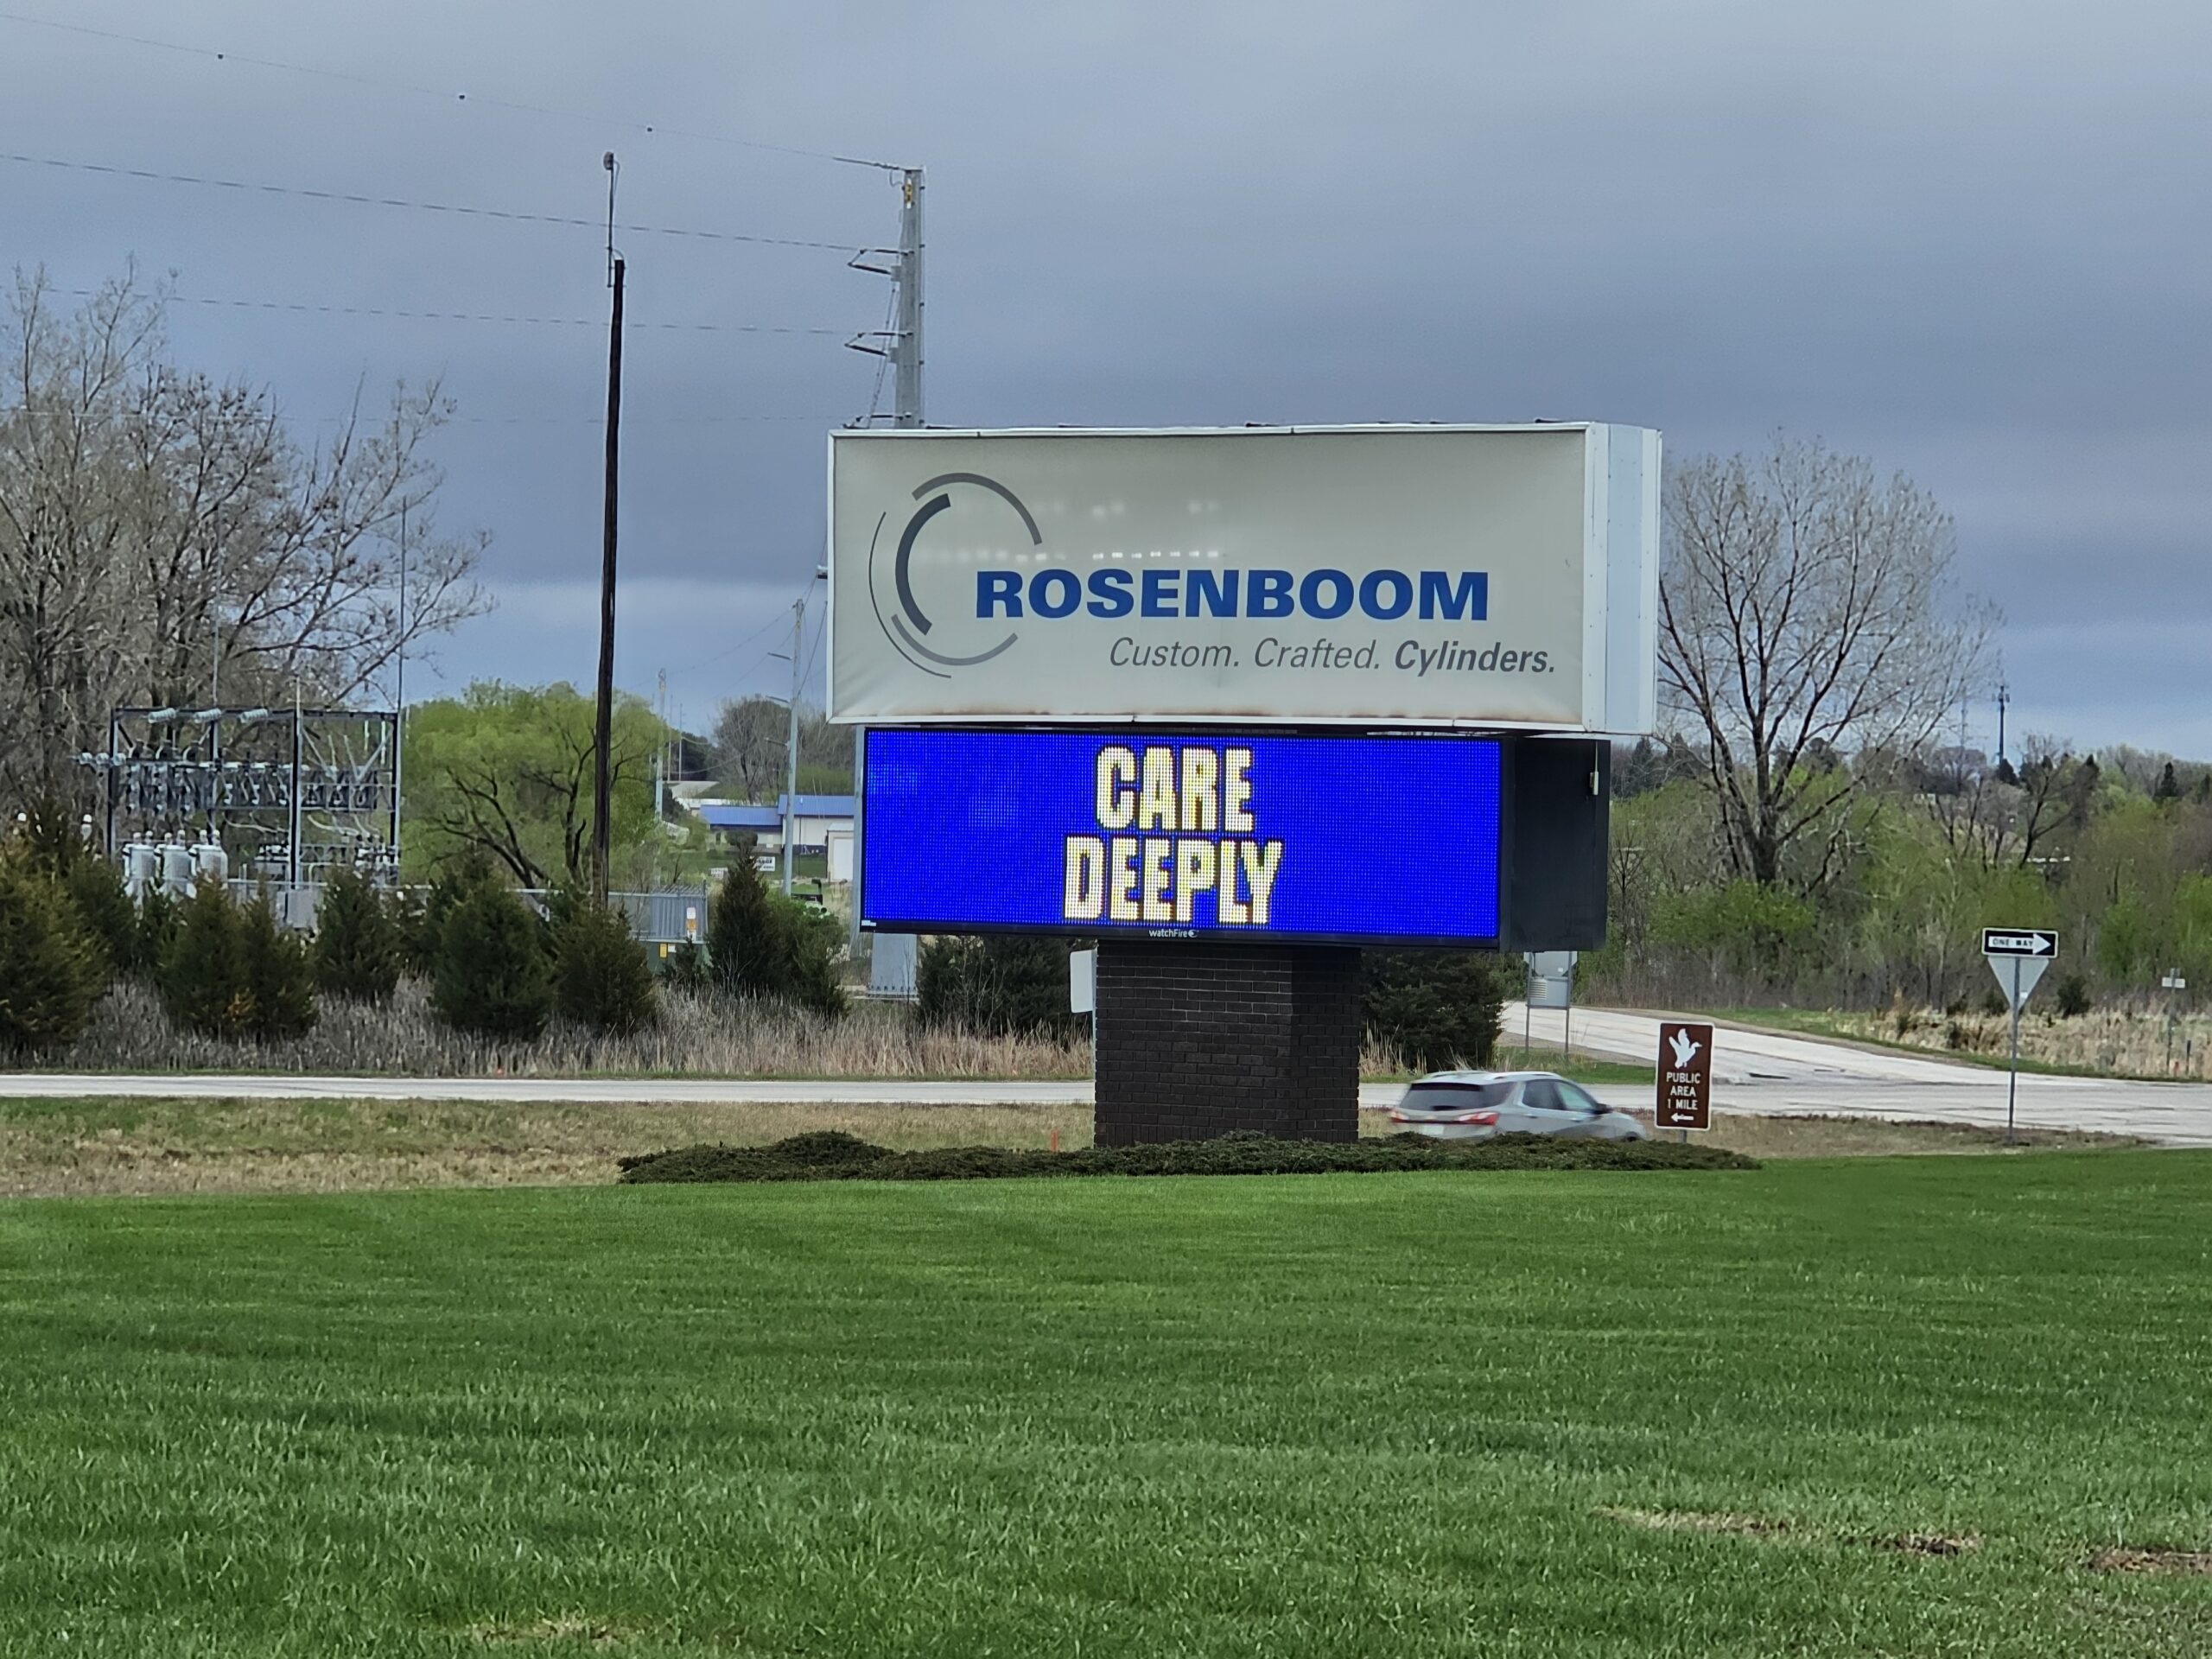 ROSENBOOM
Custom. Crafted. Cylinders.
CARE
DEEPLY
watchFire
ONE WAY
PUBLIC
AREA
1 MILE